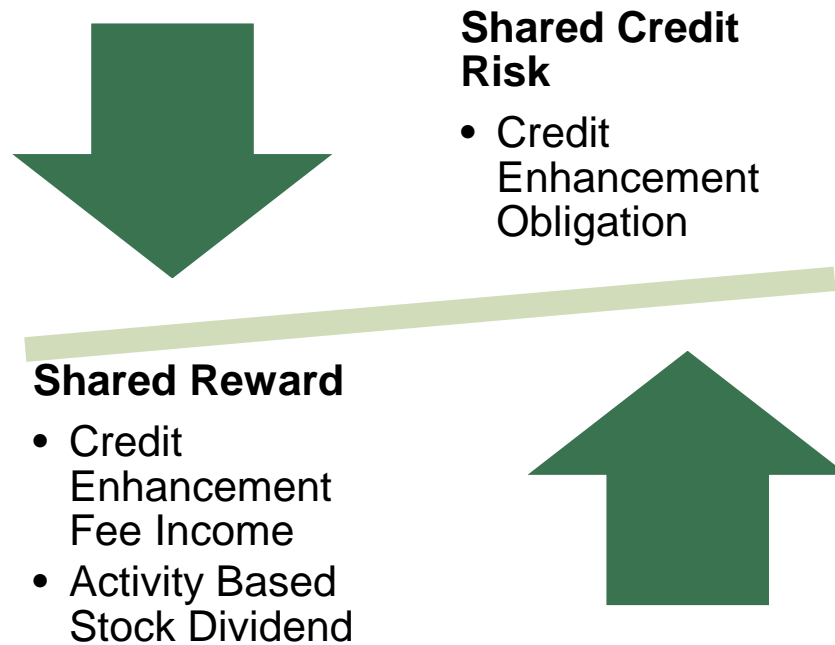 Shared Credit
Risk
• Credit
Enhancement
Obligation
Shared Reward
• Credit
Enhancement
Fee Income
• Activity Based
Stock Dividend